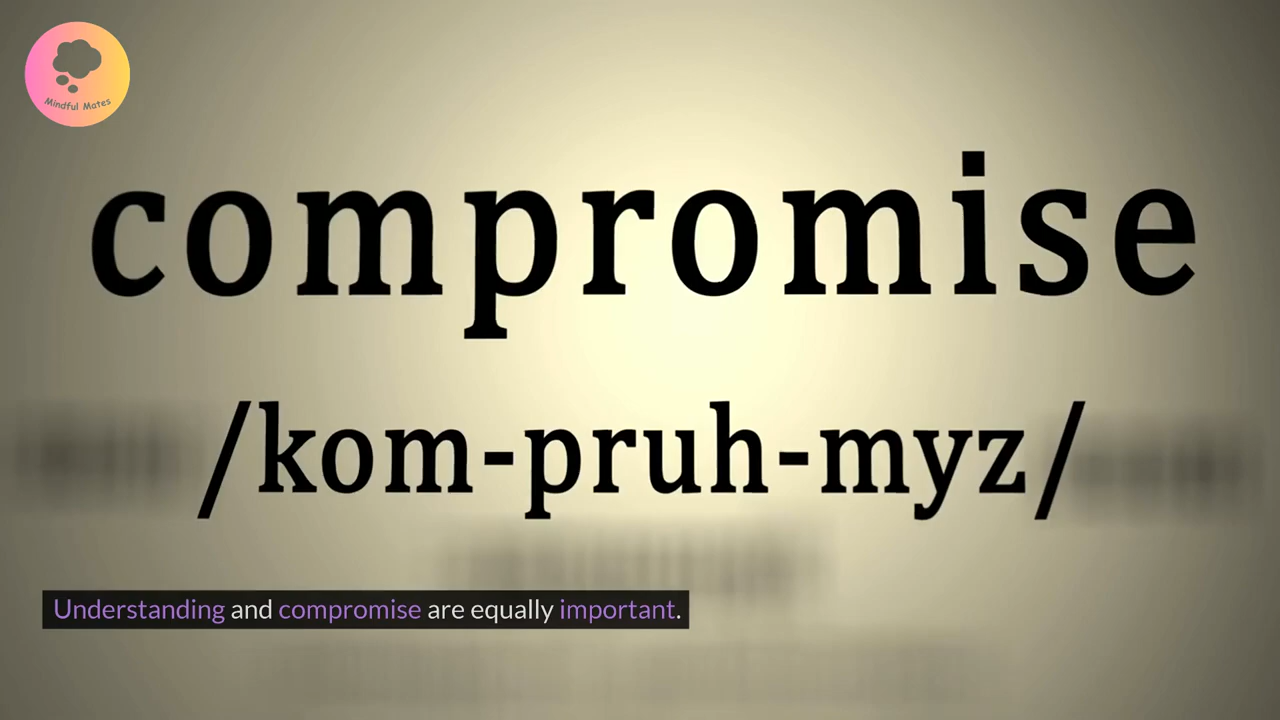 Mindful Mates
compromise
/kom-pruh-myz/
Understanding and compromise are equally important.